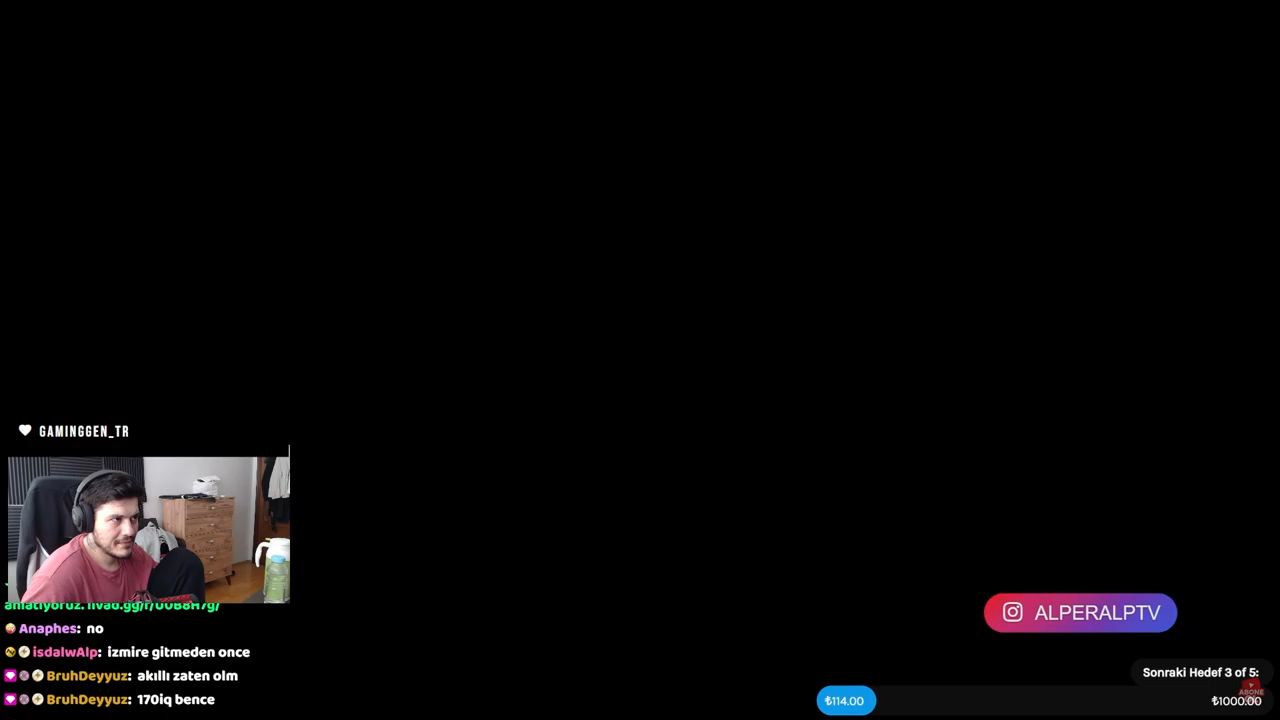 GAMINGGEN_TR
Anaphes: no
isdalwAlp: izmire gitmeden once
BruhDeyyuz: akıllı zaten olm
BruhDeyyuz: 170iq bence
ALPERALPTV
Sonraki Hedef 3 of 5:
₺114.00
₺1000.00
ABONE